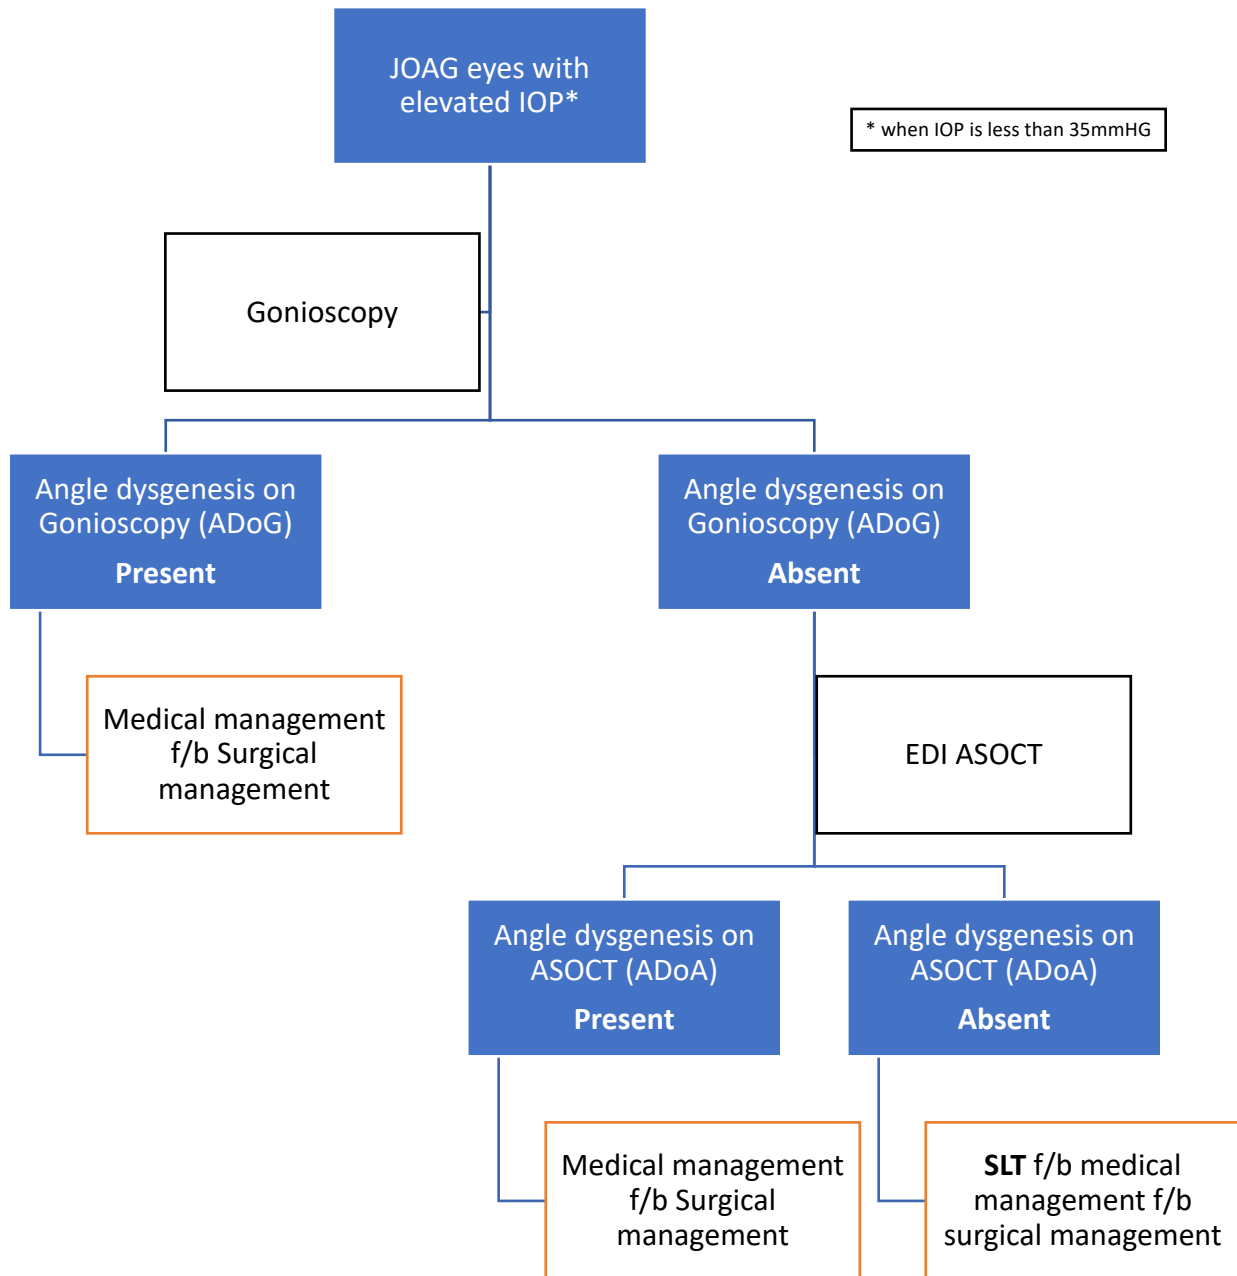 JOAG eyes with
elevated IOP*
* when IOP is less than 35mmHG
Gonioscopy
Angle dysgenesis on
Gonioscopy (ADoG)
Present
Angle dysgenesis on
Gonioscopy (ADoG)
Absent
Medical management
f/b Surgical
management
EDI ASOCT
Angle dysgenesis on
ASOCT (ADoA)
Present
Angle dysgenesis on
ASOCT (ADoA)
Absent
Medical management
f/b Surgical
management
SLT f/b medical
management f/b
surgical management